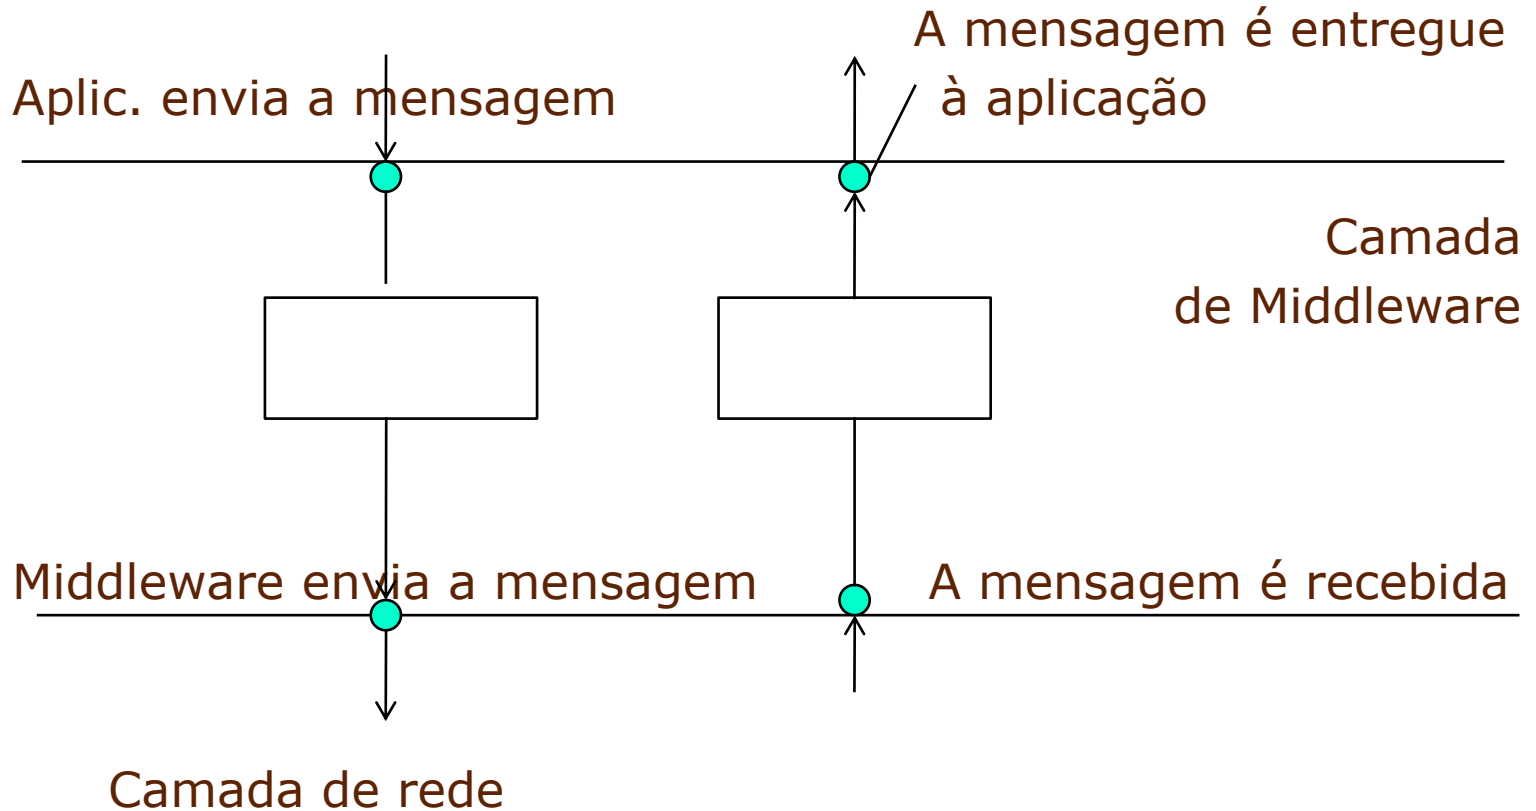 A mensagem é entregue
Aplic. envia a mensagem
à aplicação
Camada
de Middleware
Middleware envia a mensagem
A mensagem é recebida
Camada de rede